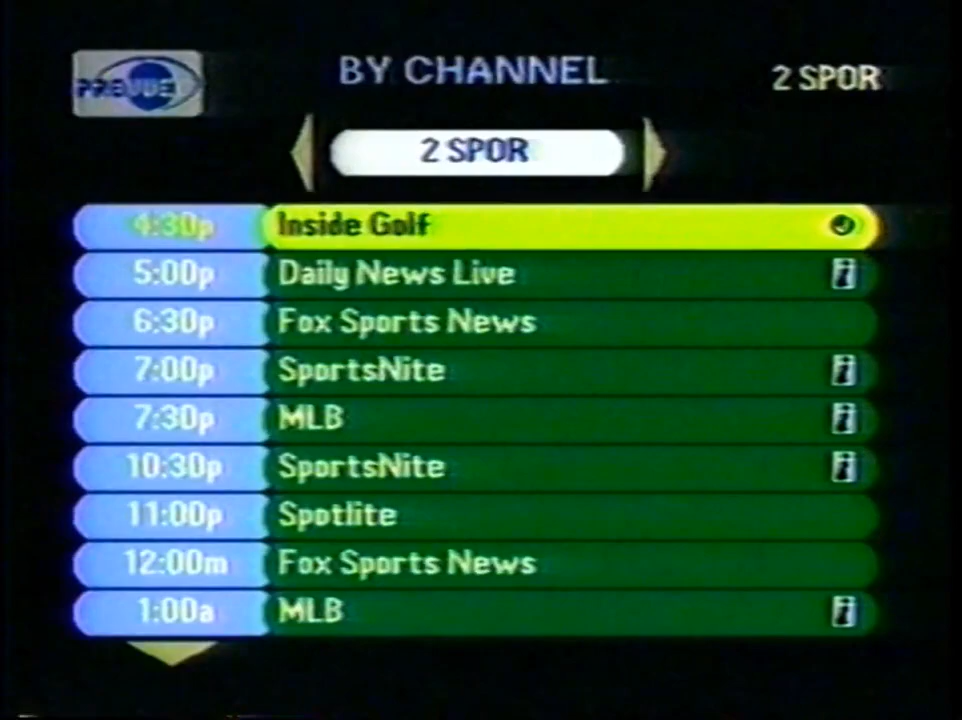 PREVUE
BY CHANNEL
2 SPOR
2 SPOR
4:30p Inside Golf
5:00p Daily News Live i
6:30p Fox Sports News
7:00p SportsNite i
7:30p MLB i
10:30p SportsNite i
11:00p Spotlite
12:00m Fox Sports News
1:00a MLB i